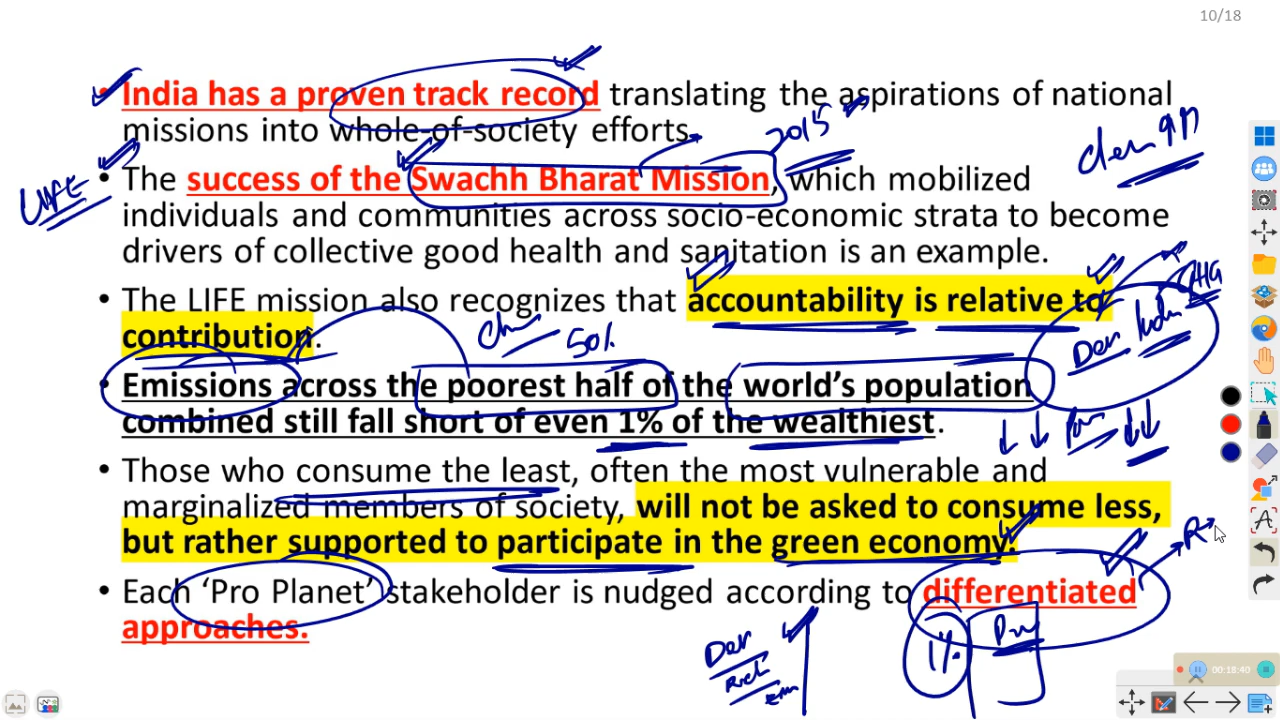 10/18
• India has a proven track record translating the aspirations of national
missions into whole-of-society efforts.
2015
LIFE
• The success of the Swachh Bharat Mission, which mobilized
individuals and communities across socio-economic strata to become
drivers of collective good health and sanitation is an example.
• The LIFE mission also recognizes that accountability is relative to
contribution.
50%
• Emissions across the poorest half of the world’s population
combined still fall short of even 1% of the wealthiest.
• Those who consume the least, often the most vulnerable and
marginalized members of society, will not be asked to consume less,
but rather supported to participate in the green economy.
• Each ‘Pro Planet’ stakeholder is nudged according to differentiated
approaches.
1%
00:18:40